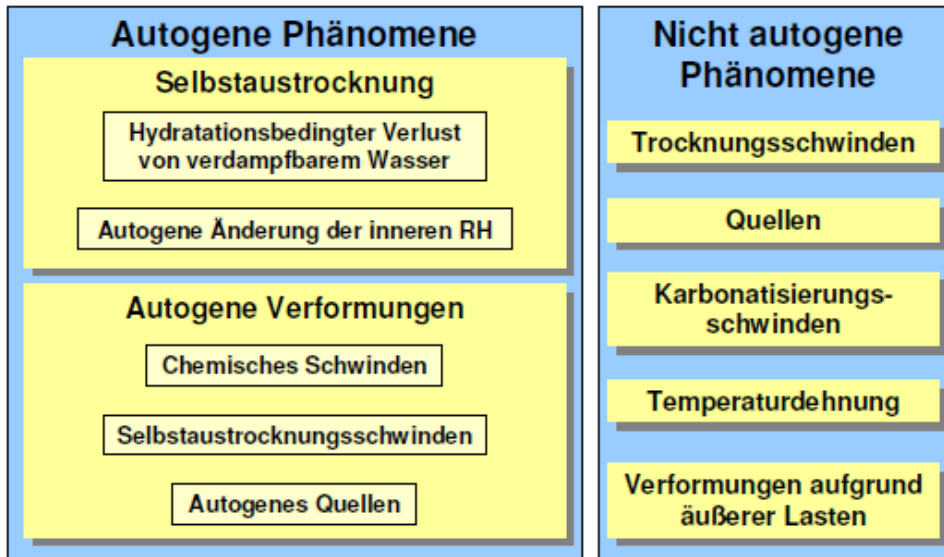 Autogene Phänomene
Selbstaustrocknung
Hydratationsbedingter Verlust
von verdampfbarem Wasser
Autogene Änderung der inneren RH
Autogene Verformungen
Chemisches Schwinden
Selbstaustrocknungsschwinden
Autogenes Quellen
Nicht autogene
Phänomene
Trocknungsschwinden
Quellen
Karbonatisierungs-
schwinden
Temperaturdehnung
Verformungen aufgrund
äußerer Lasten